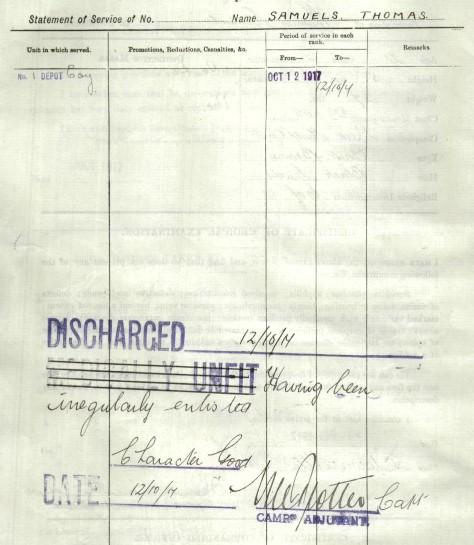 Statement of Service of No. Name SAMUELS. THOMAS.
Unit in which served. Promotions, Reductions, Casualties, &c. Period of service in each rank. Remarks
From— To—
No. 1 DEPOT Coy OCT 12 1917 12/10/17
DISCHARGED 12/10/17
MEDICALLY UNFIT Having been
irregularly enlisted
Character Good
DATE 12/10/17 Capt
CAMP ADJUTANT.